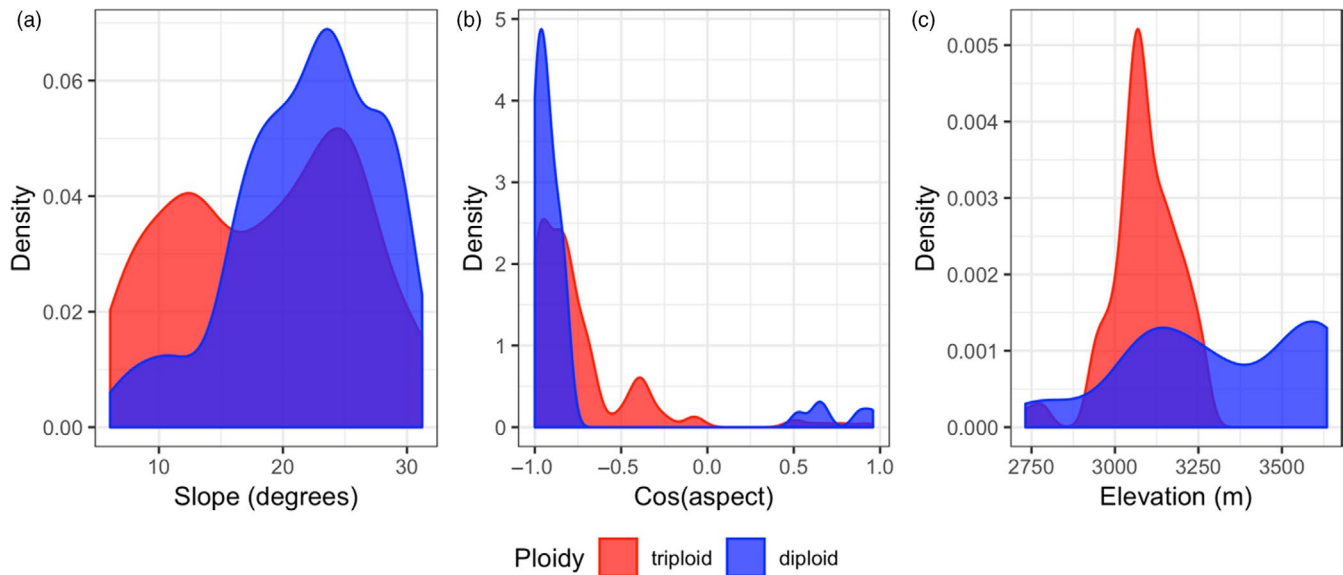 (a)
Density
0.06
0.04
0.02
0.00
10 20 30
Slope (degrees)
(b)
Density
5
4
3
2
1
0
−1.0 −0.5 0.0 0.5 1.0
Cos(aspect)
(c)
Density
0.005
0.004
0.003
0.002
0.001
0.000
2750 3000 3250 3500
Elevation (m)
Ploidy triploid diploid